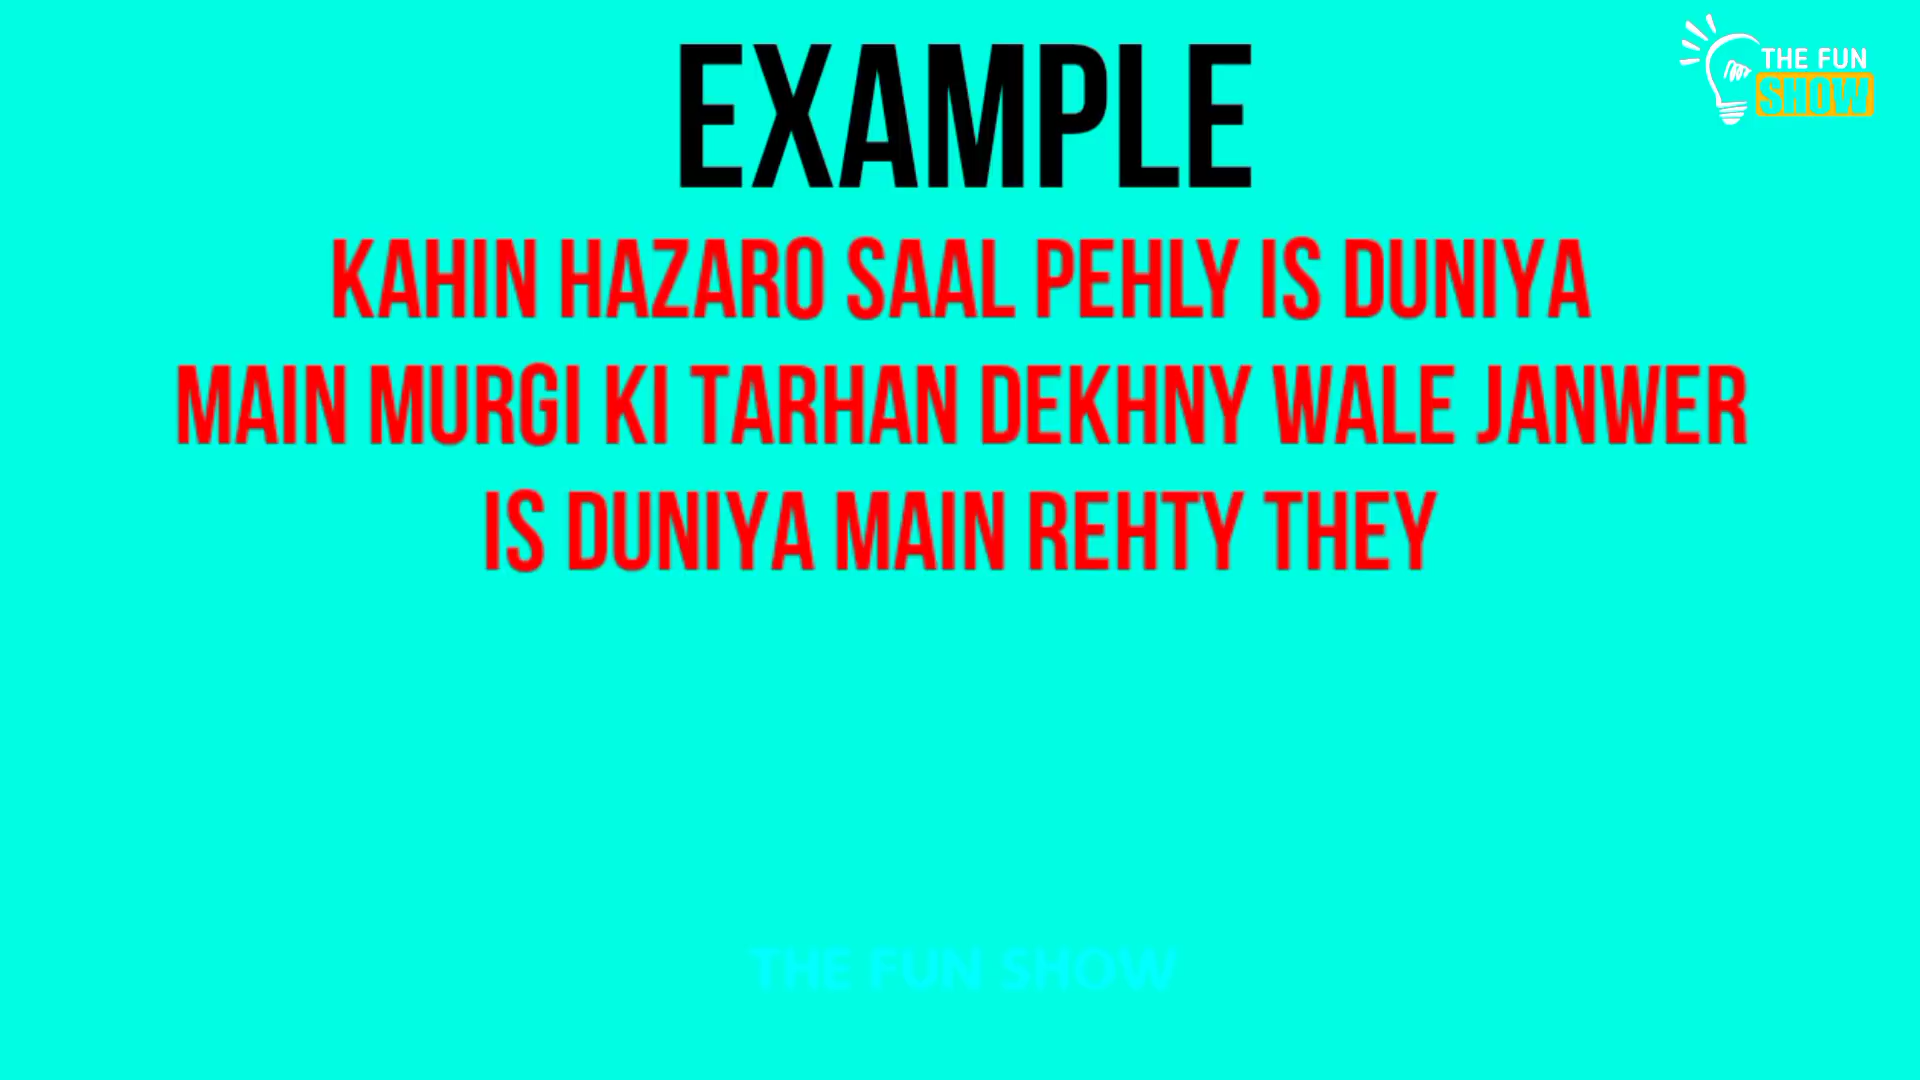 EXAMPLE
THE FUN
SHOW
KAHIN HAZARO SAAL PEHLY IS DUNIYA
MAIN MURGI KI TARHAN DEKHNY WALE JANWER
IS DUNIYA MAIN REHTY THEY
THE FUN SHOW